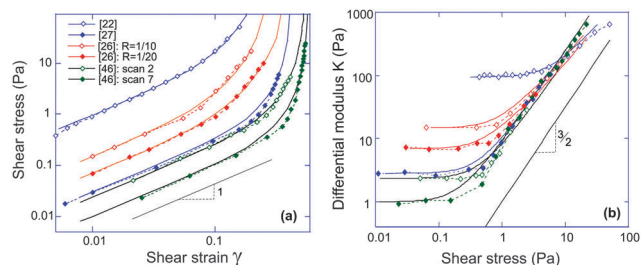 [22]
[27]
[26]: R=1/10
[26]: R=1/20
[46]: scan 2
[46]: scan 7
Shear stress (Pa)
10
1
0.1
0.01
0.01
0.1
1
(a)
Shear strain γ
Differential modulus K (Pa)
1000
100
10
1
0.01
0.1
1
10
100
3/2
(b)
Shear stress (Pa)